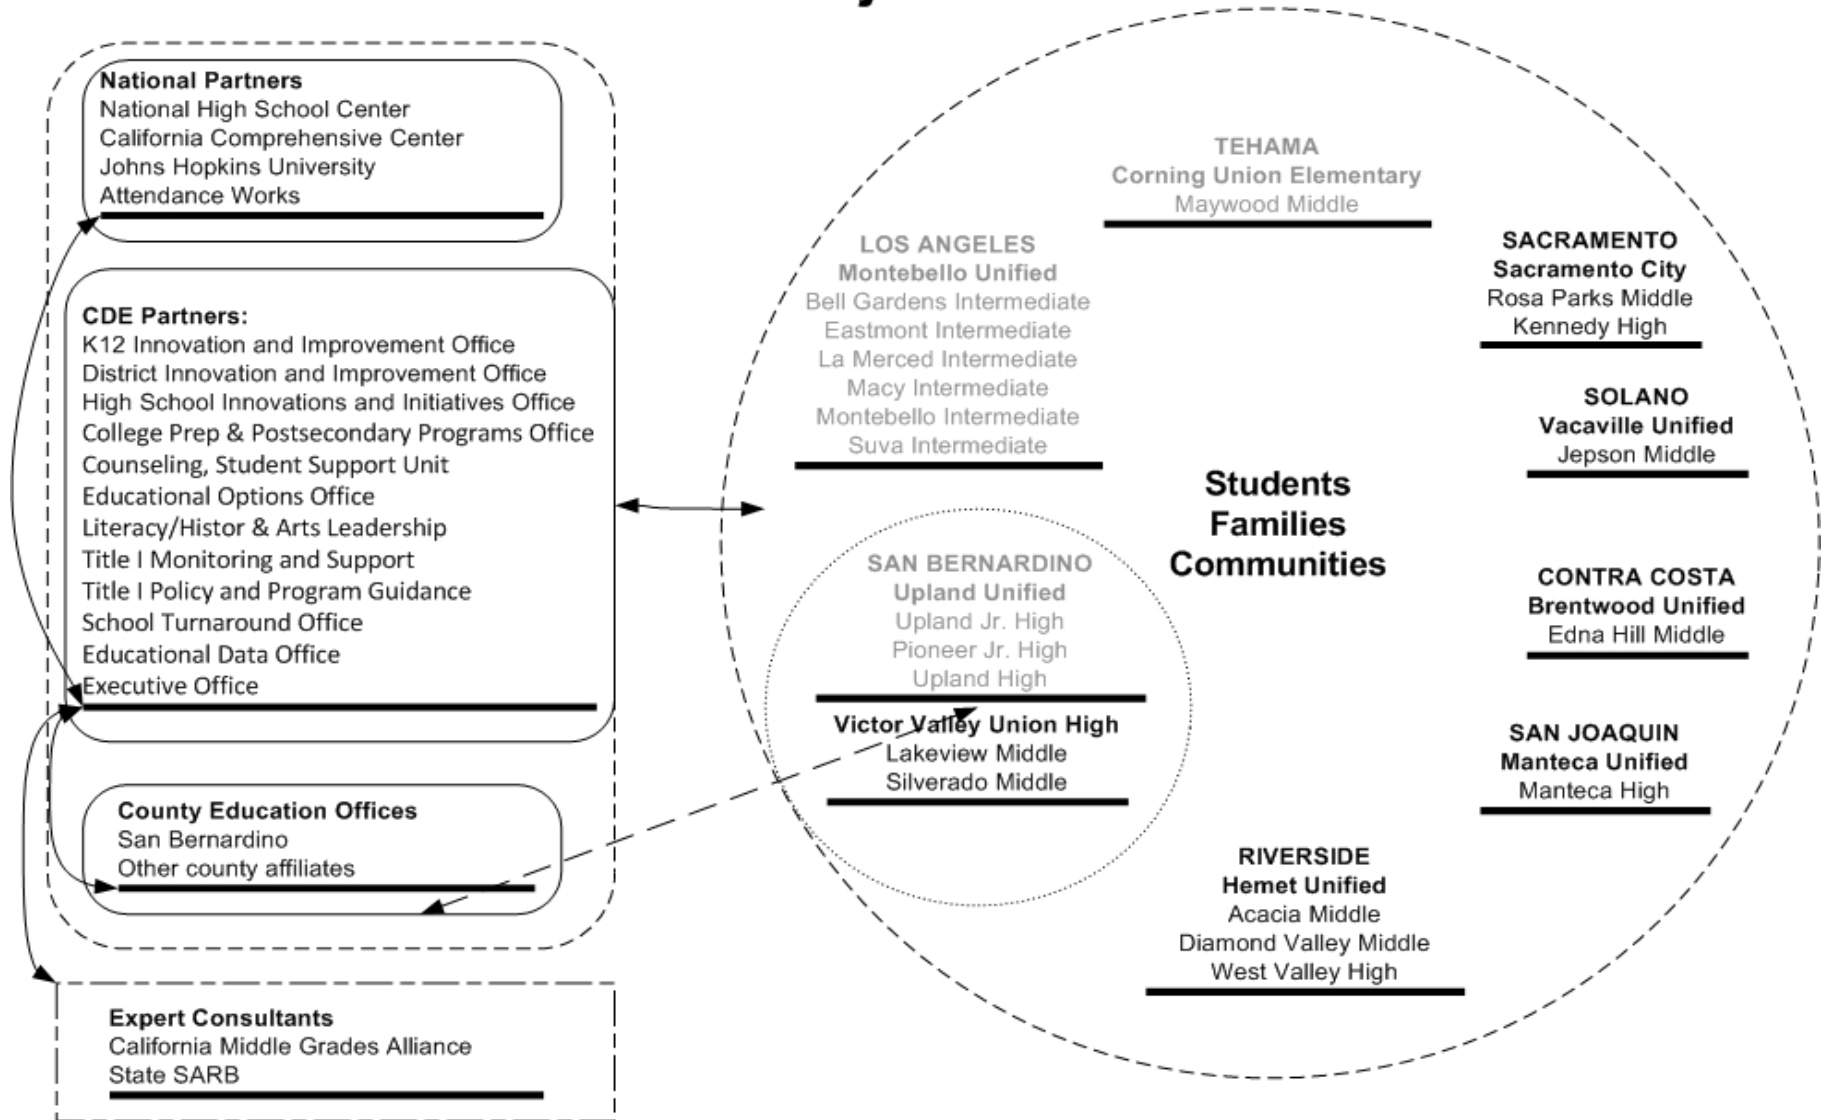 National Partners
National High School Center
California Comprehensive Center
Johns Hopkins University
Attendance Works
CDE Partners:
K12 Innovation and Improvement Office
District Innovation and Improvement Office
High School Innovations and Initiatives Office
College Prep & Postsecondary Programs Office
Counseling, Student Support Unit
Educational Options Office
Literacy/Histor & Arts Leadership
Title I Monitoring and Support
Title I Policy and Program Guidance
School Turnaround Office
Educational Data Office
Executive Office
County Education Offices
San Bernardino
Other county affiliates
Expert Consultants
California Middle Grades Alliance
State SARB
TEHAMA
Corning Union Elementary
Maywood Middle
LOS ANGELES
Montebello Unified
Bell Gardens Intermediate
Eastmont Intermediate
La Merced Intermediate
Macy Intermediate
Montebello Intermediate
Suva Intermediate
SAN BERNARDINO
Upland Unified
Upland Jr. High
Pioneer Jr. High
Upland High
Victor Valley Union High
Lakeview Middle
Silverado Middle
Students
Families
Communities
SACRAMENTO
Sacramento City
Rosa Parks Middle
Kennedy High
SOLANO
Vacaville Unified
Jepson Middle
CONTRA COSTA
Brentwood Unified
Edna Hill Middle
SAN JOAQUIN
Manteca Unified
Manteca High
RIVERSIDE
Hemet Unified
Acacia Middle
Diamond Valley Middle
West Valley High